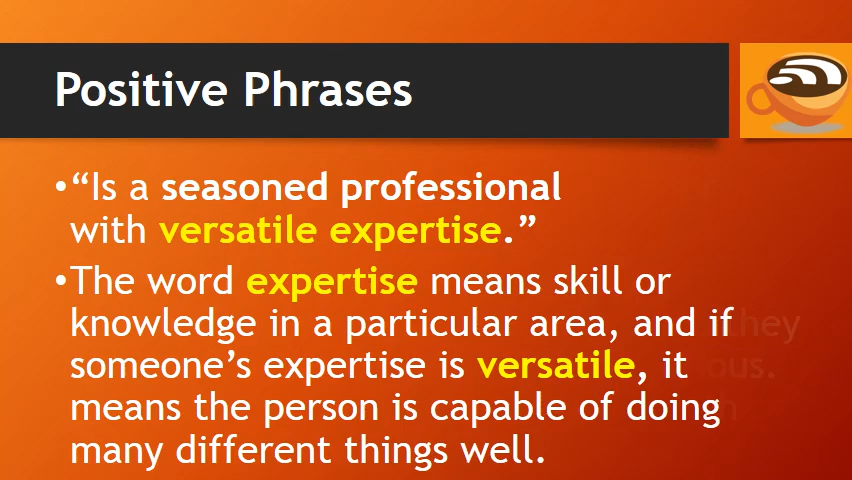 Positive Phrases
•“Is a seasoned professional
with versatile expertise.”
•The word expertise means skill or
knowledge in a particular area, and if
someone’s expertise is versatile, it
means the person is capable of doing
many different things well.